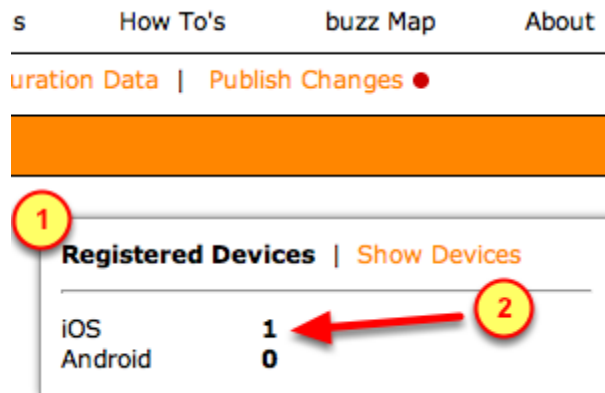 s How To's buzz Map About
uration Data | Publish Changes
1
Registered Devices | Show Devices
2
iOS 1
Android 0